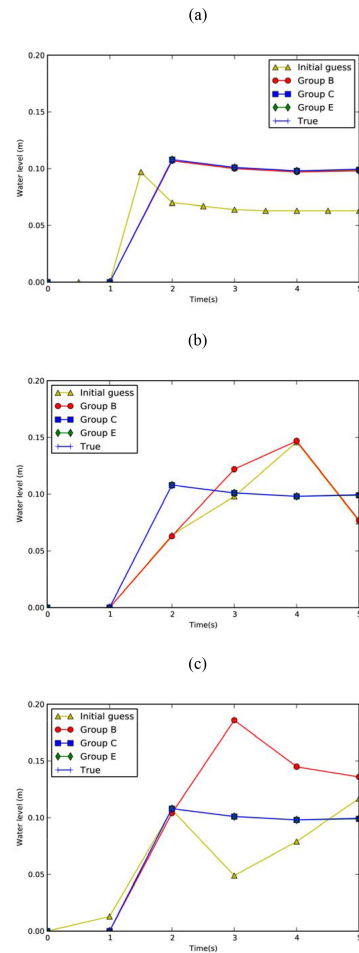 (a)
0.20
0.15
0.10
0.05
0.00
Water level (m)
Initial guess
Group B
Group C
Group E
True
0 1 2 3 4 5
Time(s)
(b)
0.20
0.15
0.10
0.05
0.00
Water level (m)
Initial guess
Group B
Group C
Group E
True
0 1 2 3 4 5
Time(s)
(c)
0.20
0.15
0.10
0.05
0.00
Water level (m)
Initial guess
Group B
Group C
Group E
True
0 1 2 3 4 5
Time(s)